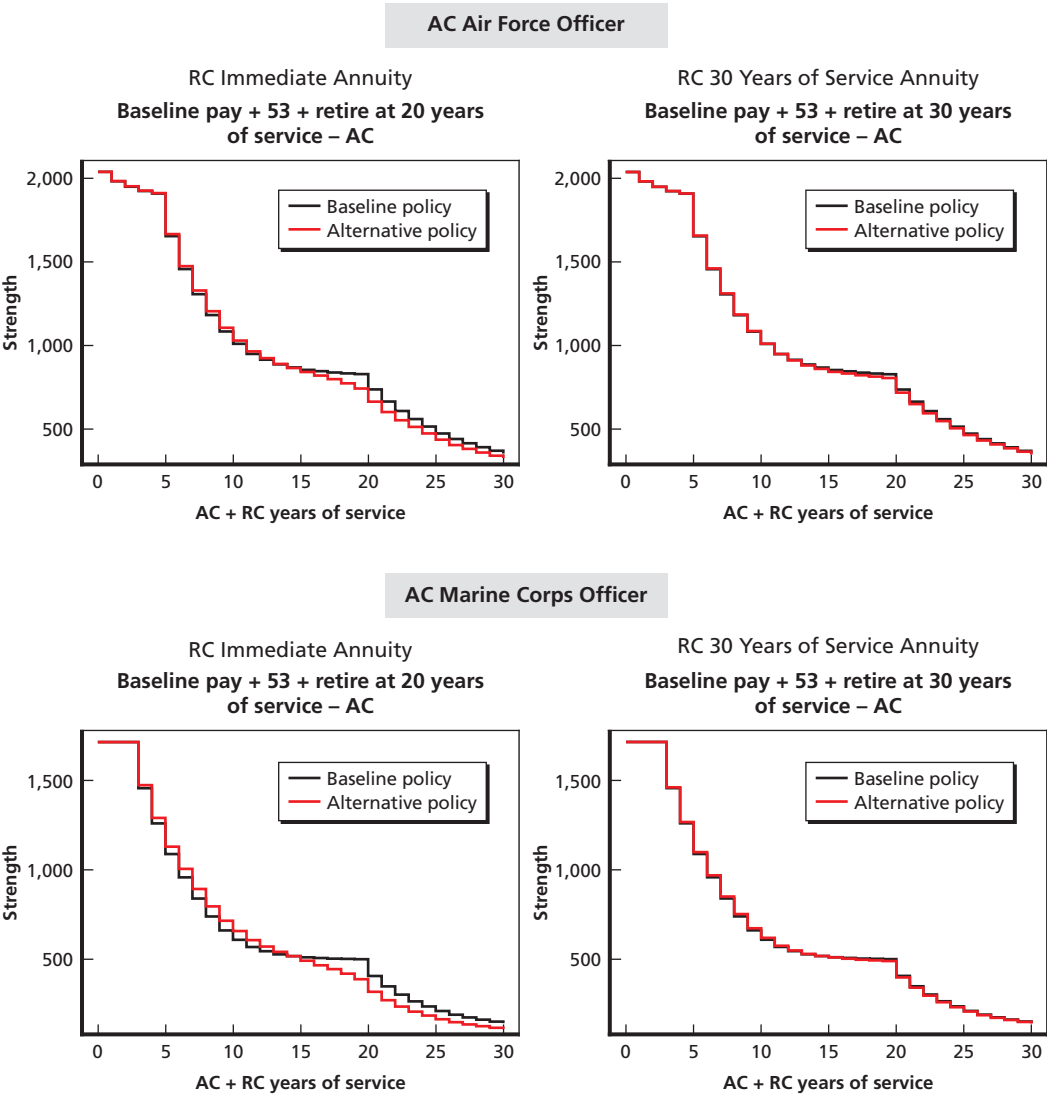 AC Air Force Officer
RC Immediate Annuity
Baseline pay + 53 + retire at 20 years
of service – AC
Strength
2,000
1,500
1,000
500
Baseline policy
Alternative policy
0 5 10 15 20 25 30
AC + RC years of service
RC 30 Years of Service Annuity
Baseline pay + 53 + retire at 30 years
of service – AC
Strength
2,000
1,500
1,000
500
Baseline policy
Alternative policy
0 5 10 15 20 25 30
AC + RC years of service
AC Marine Corps Officer
RC Immediate Annuity
Baseline pay + 53 + retire at 20 years
of service – AC
Strength
1,500
1,000
500
Baseline policy
Alternative policy
0 5 10 15 20 25 30
AC + RC years of service
RC 30 Years of Service Annuity
Baseline pay + 53 + retire at 30 years
of service – AC
Strength
1,500
1,000
500
Baseline policy
Alternative policy
0 5 10 15 20 25 30
AC + RC years of service